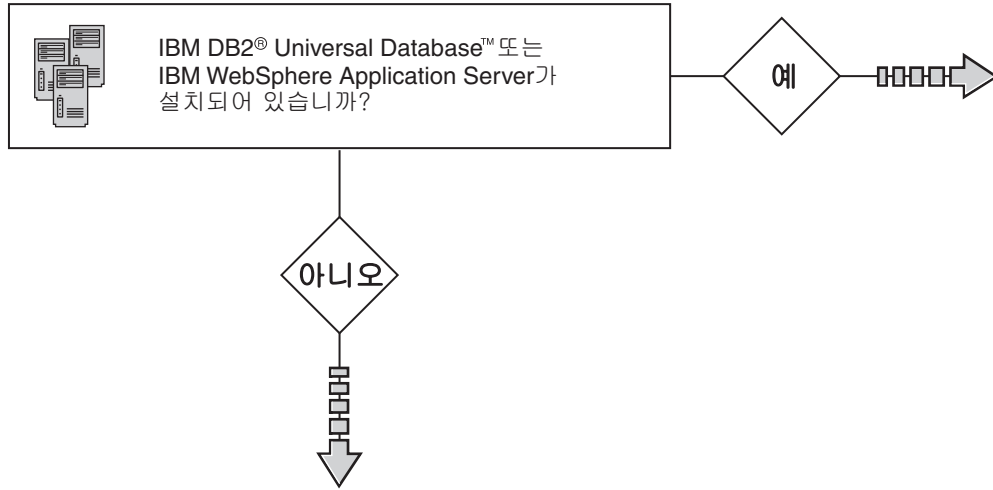 IBM DB2® Universal Database™ 또는
IBM WebSphere Application Server가
설치되어 있습니까?
예
아니오